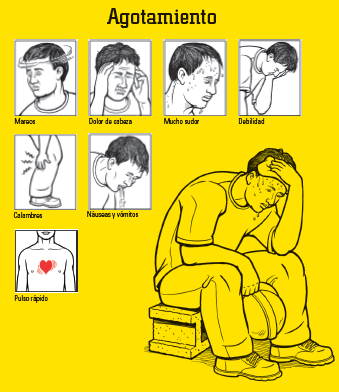 Agotamiento
Mareos
Dolor de cabeza
Mucho sudor
Debilidad
Calambres
Náuseas y vómitos
Pulso rápido